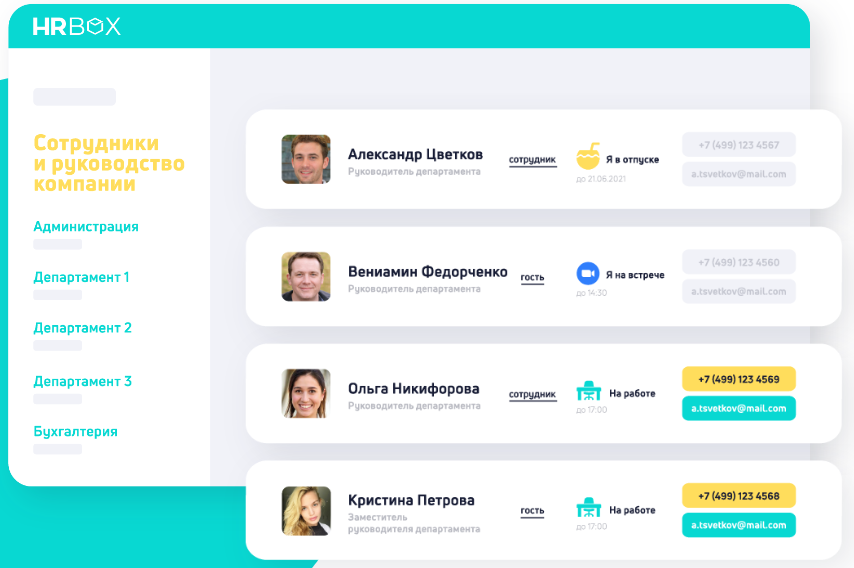 HRBOX
Сотрудники
и руководство
компании
Администрация
Департамент 1
Департамент 2
Департамент 3
Бухгалтерия
Александр Цветков
Руководитель департамента
сотрудник
Я в отпуске
до 21.06 2021
+7 (499) 123 4567
a.tsvetkov@mail.com
Вениамин Федорченко
Руководитель департамента
гость
Я на встрече
до 14:30
+7 (499) 123 4560
a.tsvetkov@mail.com
Ольга Никифорова
Руководитель департамента
сотрудник
На работе
до 17:00
+7 (499) 123 4569
a.tsvetkov@mail.com
Кристина Петрова
Заместитель
руководителя департамента
гость
На работе
до 17:00
+7 (499) 123 4568
a.tsvetkov@mail.com